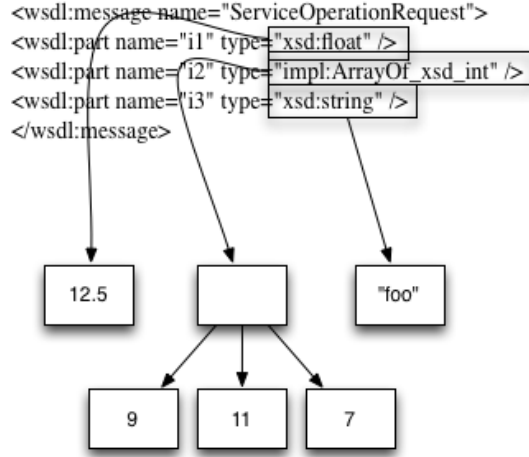 <wsdl:message name="ServiceOperationRequest">
<wsdl:part name="i1" type="xsd:float" />
<wsdl:part name="i2" type="impl:ArrayOf_xsd_int" />
<wsdl:part name="i3" type="xsd:string" />
</wsdl:message>
12.5
"foo"
9
11
7